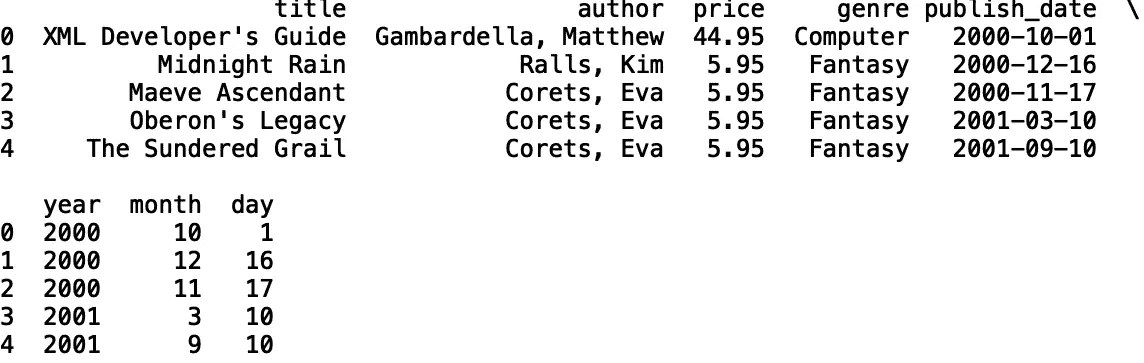 title                author  price     genre publish_date  \
0  XML Developer's Guide  Gambardella, Matthew  44.95  Computer   2000-10-01
1          Midnight Rain            Ralls, Kim   5.95   Fantasy   2000-12-16
2        Maeve Ascendant           Corets, Eva   5.95   Fantasy   2000-11-17
3        Oberon's Legacy           Corets, Eva   5.95   Fantasy   2001-03-10
4     The Sundered Grail           Corets, Eva   5.95   Fantasy   2001-09-10

   year  month  day
0  2000     10    1
1  2000     12   16
2  2000     11   17
3  2001      3   10
4  2001      9   10